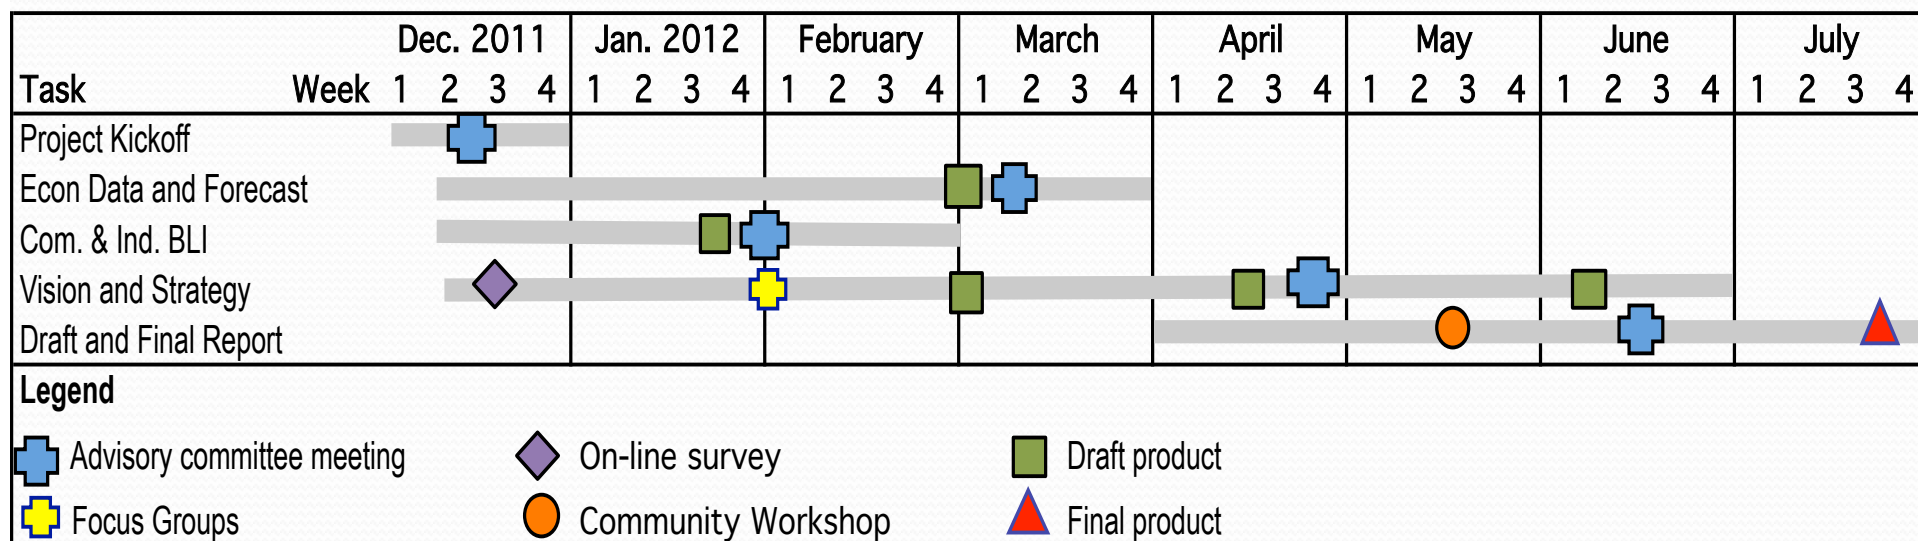 Dec. 2011 Jan. 2012 February March April May June July
Task Week 1 2 3 4 1 2 3 4 1 2 3 4 1 2 3 4 1 2 3 4 1 2 3 4 1 2 3 4 1 2 3 4
Project Kickoff
Econ Data and Forecast
Com. & Ind. BLI
Vision and Strategy
Draft and Final Report
Legend
Advisory committee meeting On-line survey Draft product
Focus Groups Community Workshop Final product